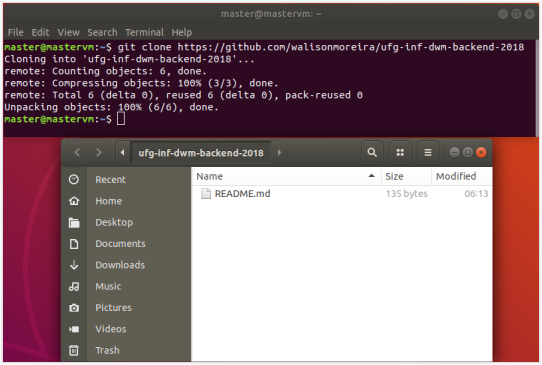 master@mastervm: ~
File Edit View Search Terminal Help
master@mastervm:~$ git clone https://github.com/walisonmoreira/ufg-inf-dwm-backend-2018
Cloning into 'ufg-inf-dwm-backend-2018'...
remote: Counting objects: 6, done.
remote: Compressing objects: 100% (3/3), done.
remote: Total 6 (delta 0), reused 6 (delta 0), pack-reused 0
Unpacking objects: 100% (6/6), done.
master@mastervm:~$
ufg-inf-dwm-backend-2018
Name Size Modified
README.md 135 bytes 06:13
Recent
Home
Desktop
Documents
Downloads
Music
Pictures
Videos
Trash